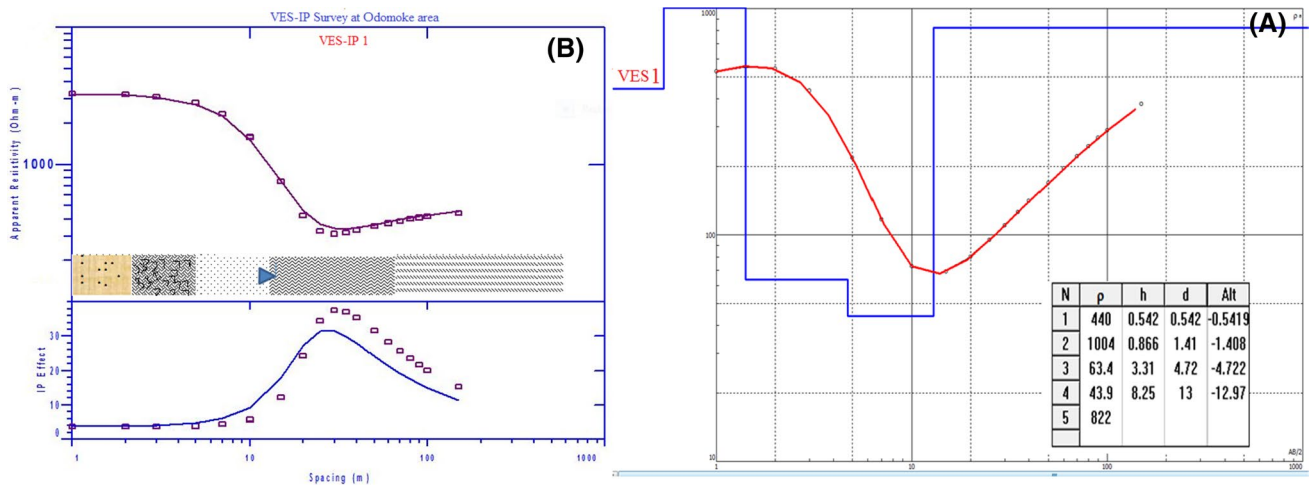 VES-IP Survey at Odomoke area
VES-IP 1
(B)
Apparent Resistivity (Ohm-m)
1000
IP Effect
30
20
10
0
1
10
100
1000
Spacing (m)
1000
(A)
ρ*
VES1
100
10
1
10
100
1000
AB/2
N ρ h d Alt
1 440 0.542 0.542 -0.5419
2 1004 0.866 1.41 -1.408
3 63.4 3.31 4.72 -4.722
4 43.9 8.25 13 -12.97
5 822